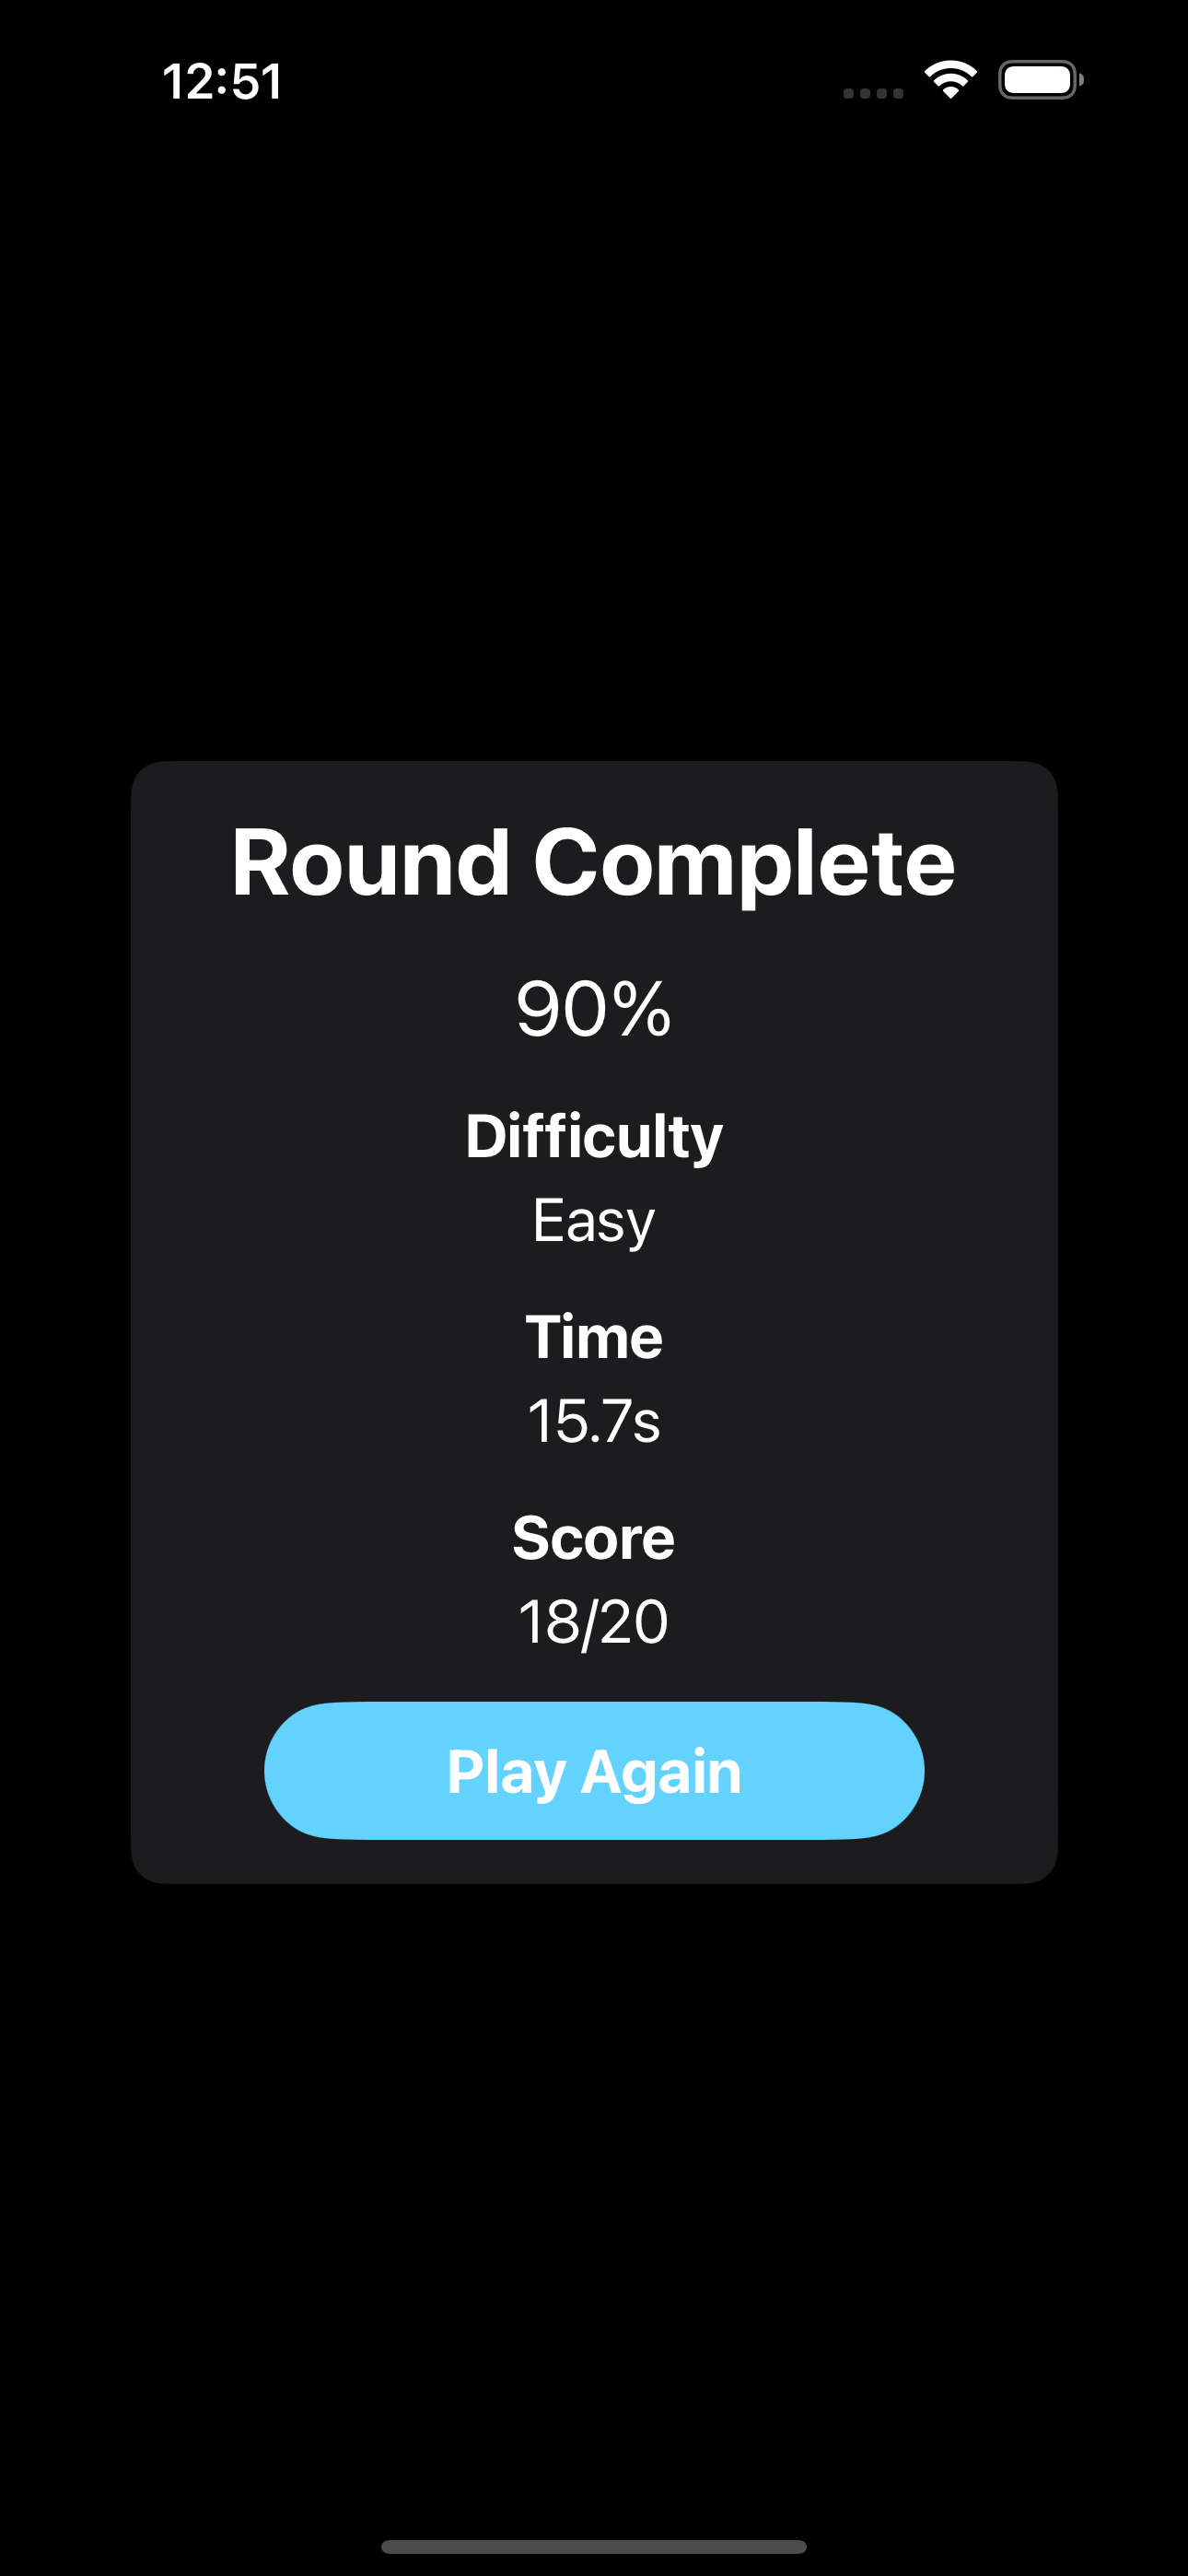 12:51
Round Complete
90%
Difficulty
Easy
Time
15.7s
Score
18/20
Play Again